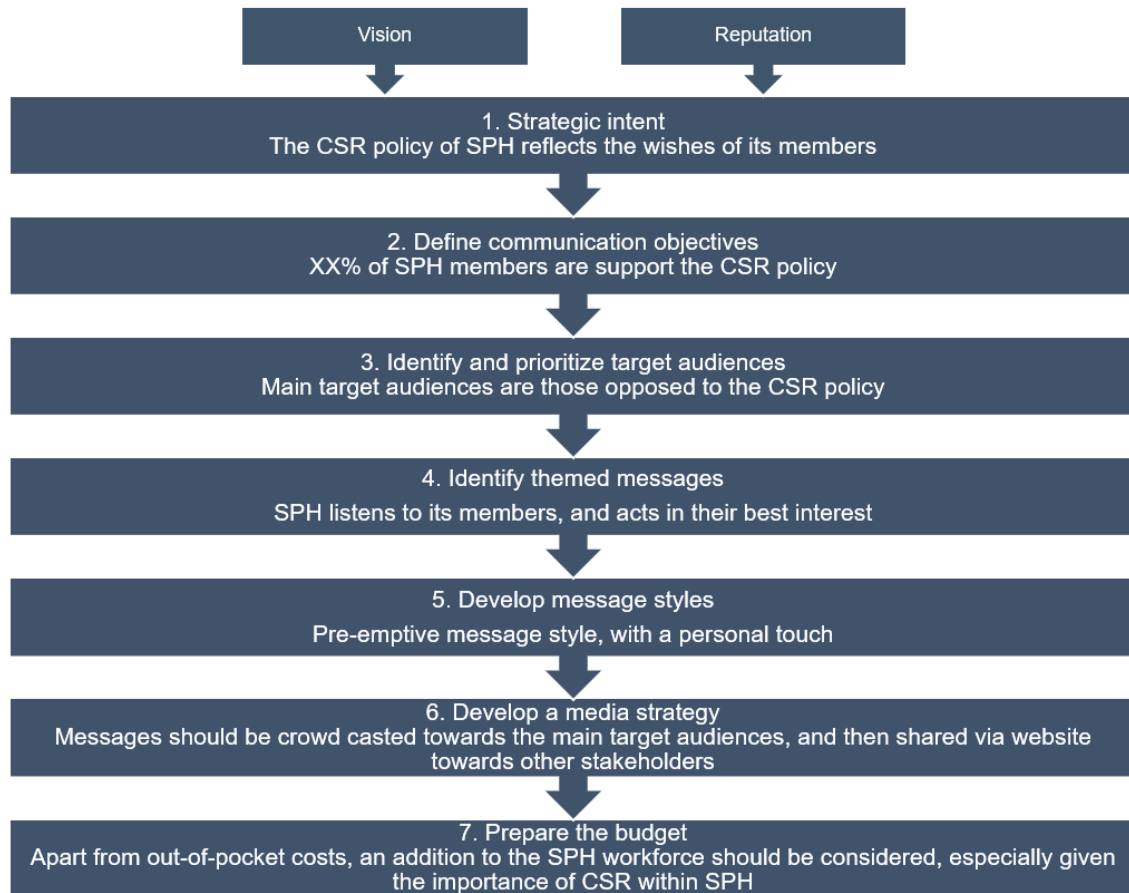 Vision
Reputation
1. Strategic intent
The CSR policy of SPH reflects the wishes of its members
2. Define communication objectives
XX% of SPH members are support the CSR policy
3. Identify and prioritize target audiences
Main target audiences are those opposed to the CSR policy
4. Identify themed messages
SPH listens to its members, and acts in their best interest
5. Develop message styles
Pre-emptive message style, with a personal touch
6. Develop a media strategy
Messages should be crowd casted towards the main target audiences, and then shared via website
towards other stakeholders
7. Prepare the budget
Apart from out-of-pocket costs, an addition to the SPH workforce should be considered, especially given
the importance of CSR within SPH